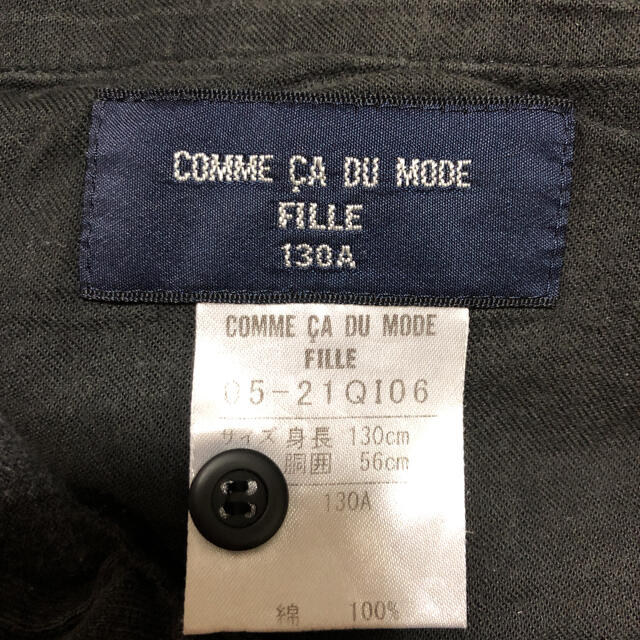 COMME ÇA DU MODE
FILLE
130A
COMME ÇA DU MODE
FILLE
05-21QI06
サイズ 身長 130cm
胴囲 56cm
130A
綿 100%